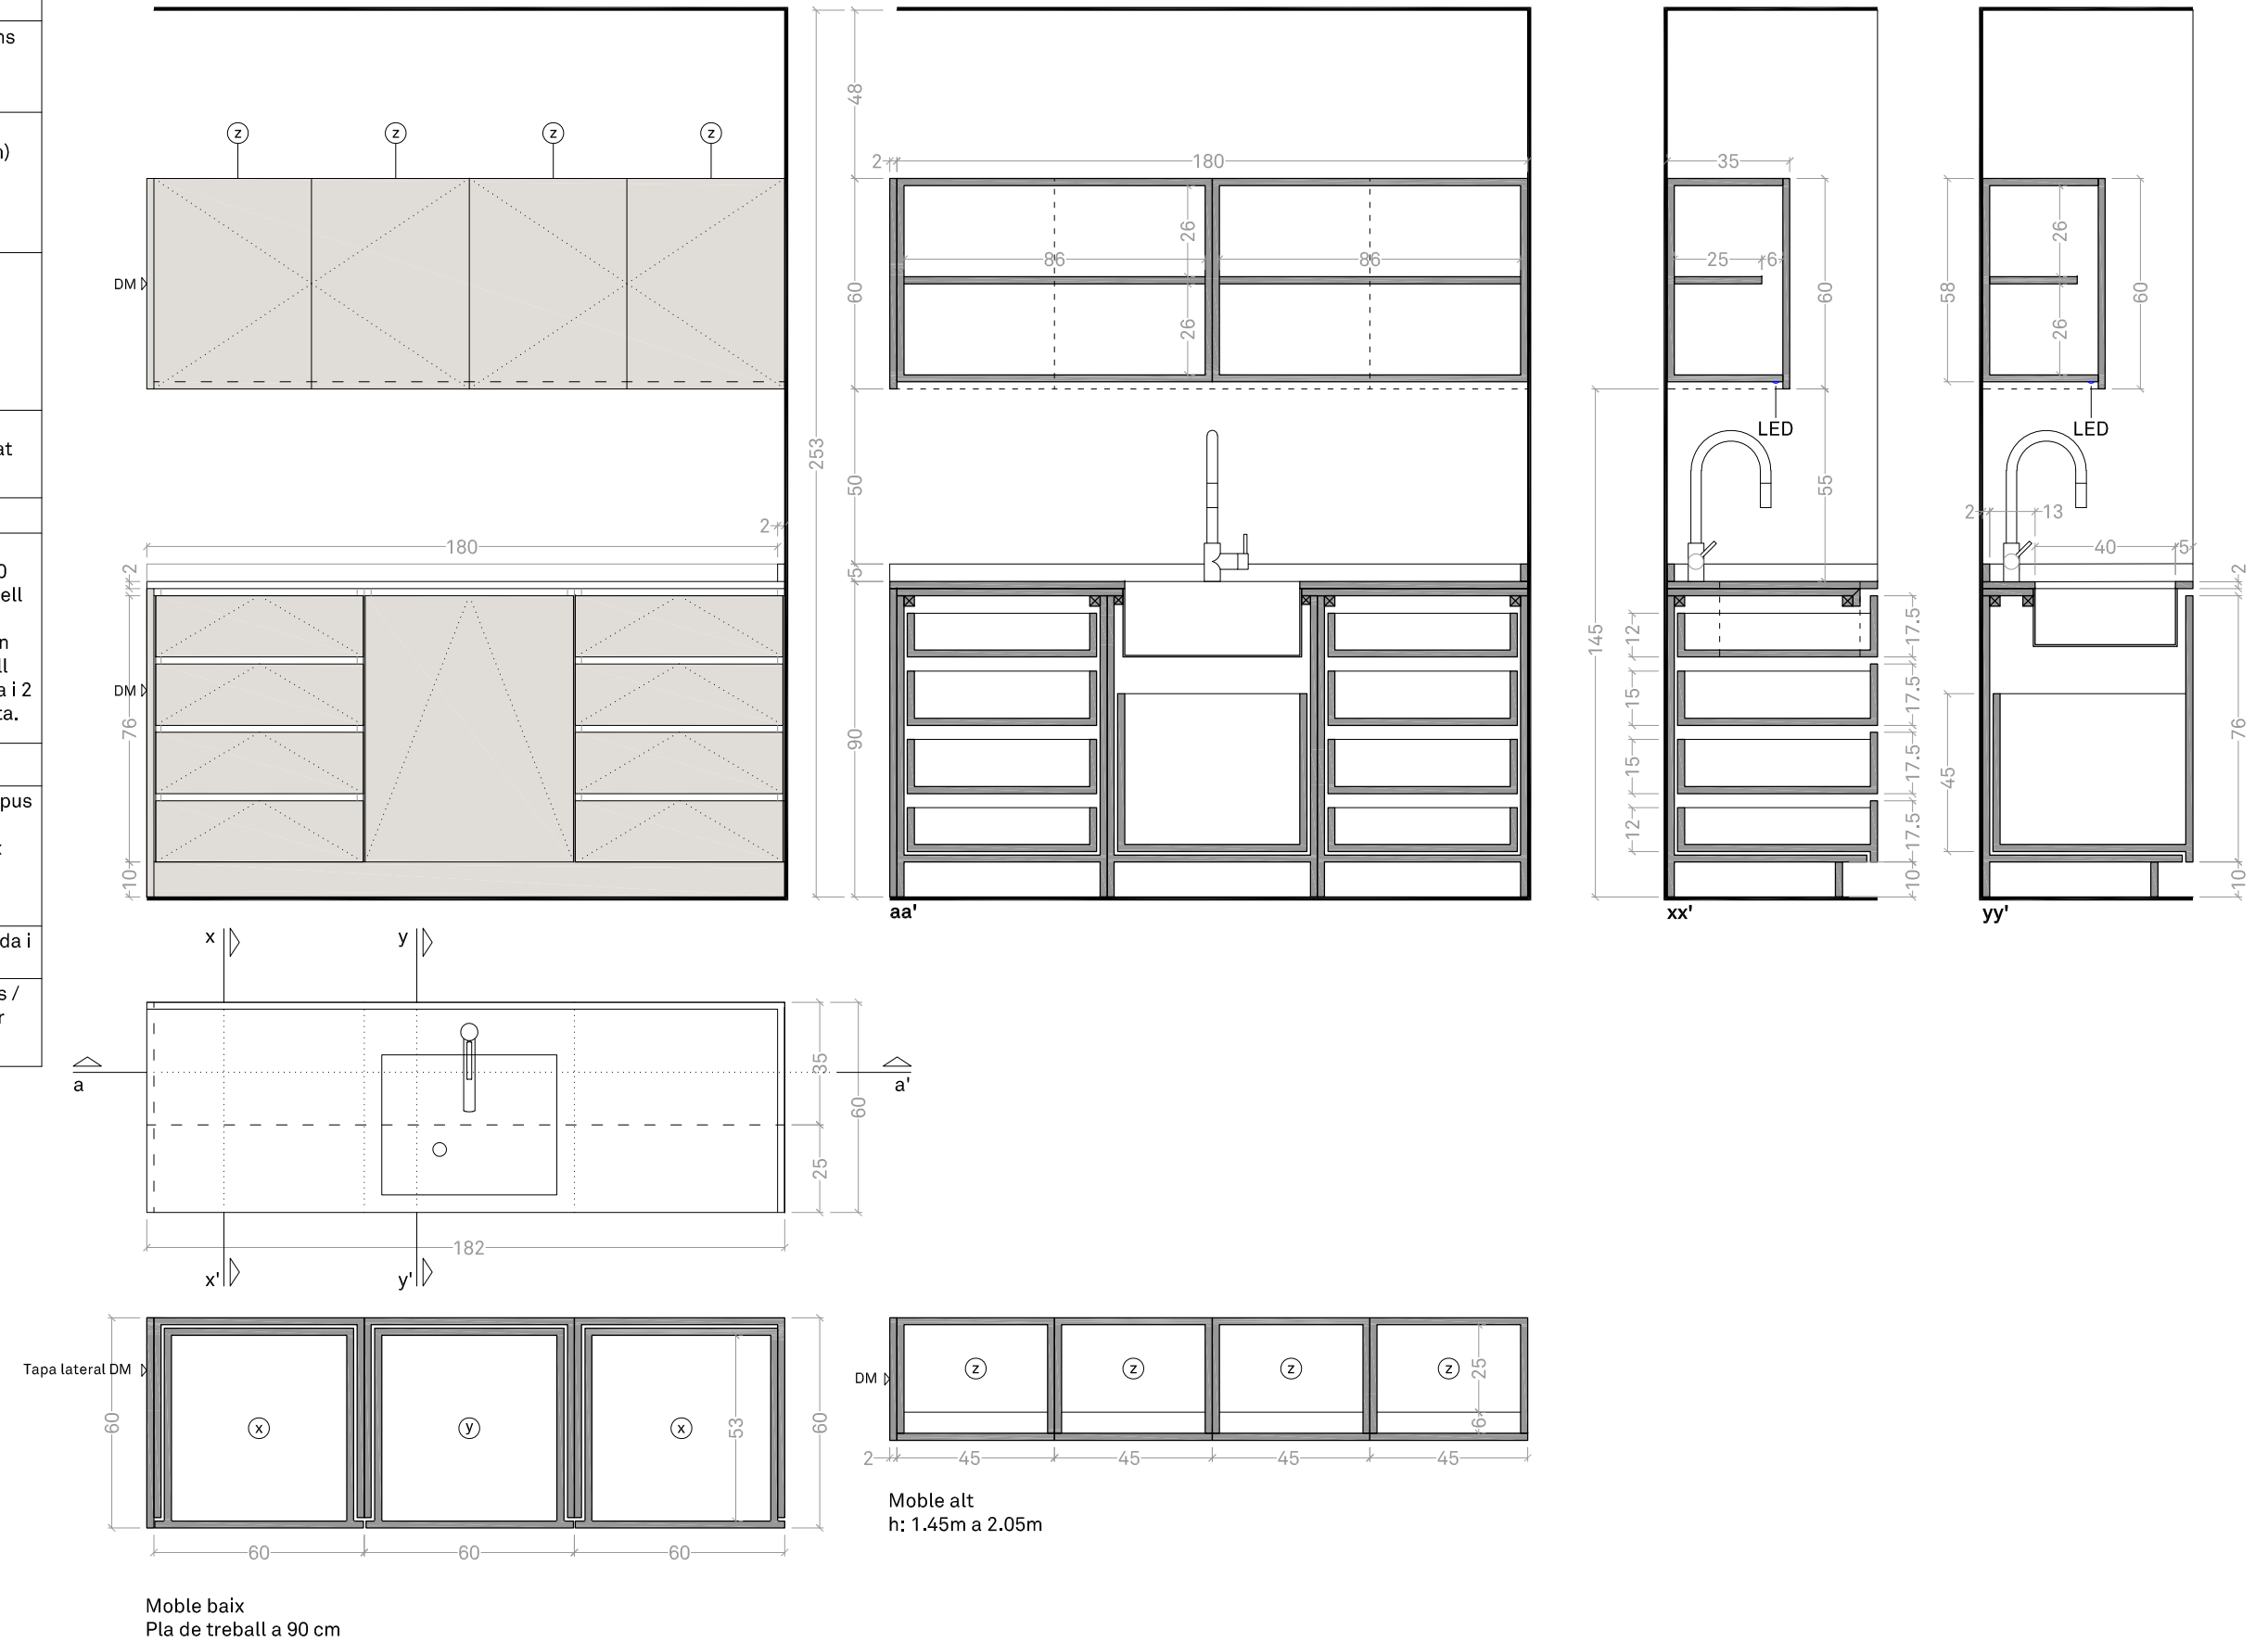 ns
n)
at
0
ell
n
ll
a i 2
ta.
pus
da i
s /
r
z z z z
DM
DM
2
180
2
76
10
253
48
60
50
5
90
2 180
26
86 86
26
aa'
35
25 6
60
LED
55
145
12
15
15
12
17.5
17.5
17.5
17.5
10
xx'
58
26
26
60
LED
2 13
40 5
2
45
76
10
yy'
x y
a a'
35
25
60
182
x' y'
Tapa lateral DM
60
x y x
53
60
60 60 60
Moble baix
Pla de treball a 90 cm
DM
z z z z
25
6
2 45 45 45 45
Moble alt
h: 1.45m a 2.05m